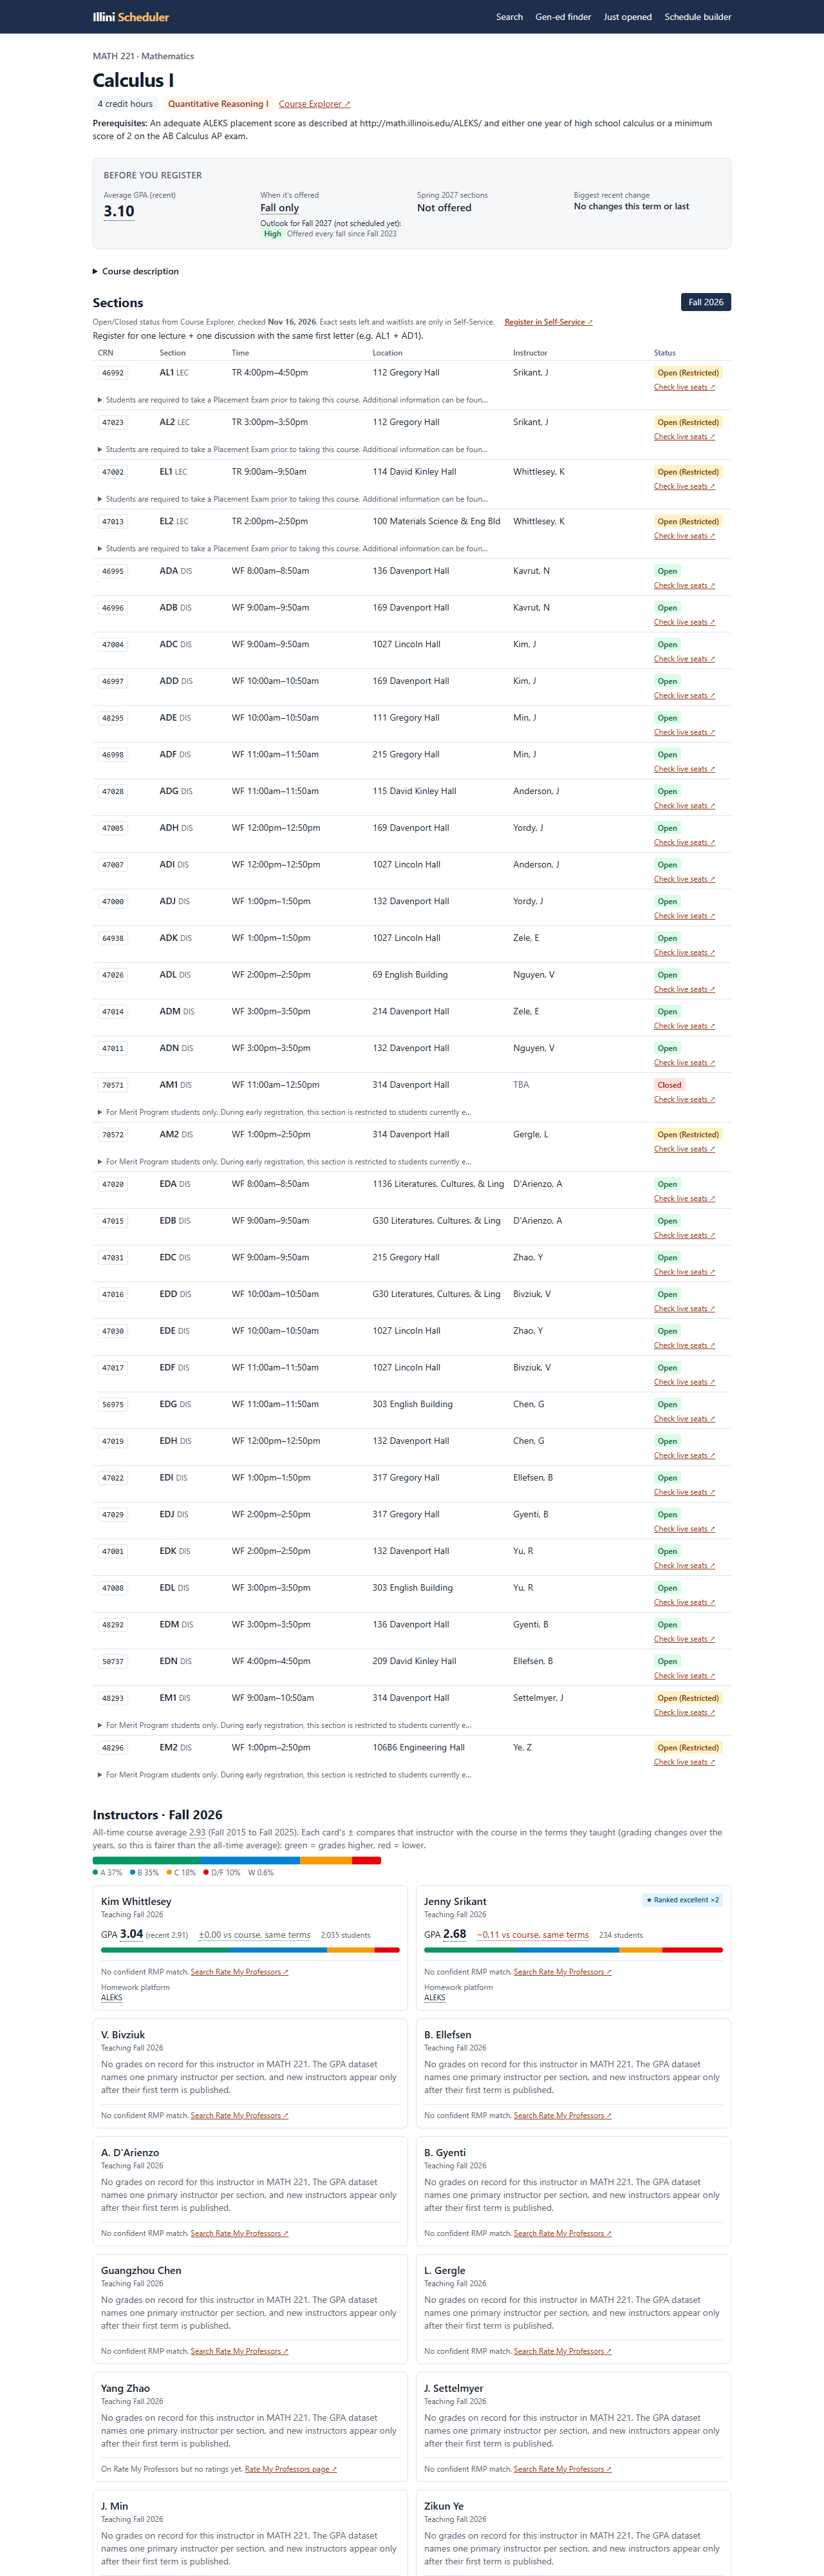 Illini Scheduler
Search Gen-ed finder Just opened Schedule builder
MATH 221 · Mathematics
Calculus I
4 credit hours Quantitative Reasoning I Course Explorer ↗
Prerequisites: An adequate ALEKS placement score as described at http://math.illinois.edu/ALEKS/ and either one year of high school calculus or a minimum
score of 2 on the AB Calculus AP exam.
BEFORE YOU REGISTER
Average GPA (recent) When it's offered Spring 2027 sections Biggest recent change
3.10 Fall only Not offered No changes this term or last
Outlook for Fall 2027 (not scheduled yet):
High Offered every fall since Fall 2023
▶ Course description
Sections Fall 2026
Open/Closed status from Course Explorer, checked Nov 16, 2026. Exact seats left and waitlists are only in Self-Service. Register in Self-Service ↗
Register for one lecture + one discussion with the same first letter (e.g. AL1 + AD1).
CRN Section Time Location Instructor Status
46992 AL1 LEC TR 4:00pm–4:50pm 112 Gregory Hall Srikant, J Open (Restricted)
Check live seats ↗
▶ Students are required to take a Placement Exam prior to taking this course. Additional information can be foun...
47023 AL2 LEC TR 3:00pm–3:50pm 112 Gregory Hall Srikant, J Open (Restricted)
Check live seats ↗
▶ Students are required to take a Placement Exam prior to taking this course. Additional information can be foun...
47002 EL1 LEC TR 9:00am–9:50am 114 David Kinley Hall Whittlesey, K Open (Restricted)
Check live seats ↗
▶ Students are required to take a Placement Exam prior to taking this course. Additional information can be foun...
47013 EL2 LEC TR 2:00pm–2:50pm 100 Materials Science & Eng Bld Whittlesey, K Open (Restricted)
Check live seats ↗
▶ Students are required to take a Placement Exam prior to taking this course. Additional information can be foun...
46995 ADA DIS WF 8:00am–8:50am 136 Davenport Hall Kavrut, N Open
Check live seats ↗
46996 ADB DIS WF 9:00am–9:50am 169 Davenport Hall Kavrut, N Open
Check live seats ↗
47004 ADC DIS WF 9:00am–9:50am 1027 Lincoln Hall Kim, J Open
Check live seats ↗
46997 ADD DIS WF 10:00am–10:50am 169 Davenport Hall Kim, J Open
Check live seats ↗
48295 ADE DIS WF 10:00am–10:50am 111 Gregory Hall Min, J Open
Check live seats ↗
46998 ADF DIS WF 11:00am–11:50am 215 Gregory Hall Min, J Open
Check live seats ↗
47028 ADG DIS WF 11:00am–11:50am 115 David Kinley Hall Anderson, J Open
Check live seats ↗
47005 ADH DIS WF 12:00pm–12:50pm 169 Davenport Hall Yordy, J Open
Check live seats ↗
47007 ADI DIS WF 12:00pm–12:50pm 1027 Lincoln Hall Anderson, J Open
Check live seats ↗
47000 ADJ DIS WF 1:00pm–1:50pm 132 Davenport Hall Yordy, J Open
Check live seats ↗
64938 ADK DIS WF 1:00pm–1:50pm 1027 Lincoln Hall Zele, E Open
Check live seats ↗
47026 ADL DIS WF 2:00pm–2:50pm 69 English Building Nguyen, V Open
Check live seats ↗
47014 ADM DIS WF 3:00pm–3:50pm 214 Davenport Hall Zele, E Open
Check live seats ↗
47011 ADN DIS WF 3:00pm–3:50pm 132 Davenport Hall Nguyen, V Open
Check live seats ↗
70571 AM1 DIS WF 11:00am–12:50pm 314 Davenport Hall TBA Closed
Check live seats ↗
▶ For Merit Program students only. During early registration, this section is restricted to students currently e...
70572 AM2 DIS WF 1:00pm–2:50pm 314 Davenport Hall Gergle, L Open (Restricted)
Check live seats ↗
▶ For Merit Program students only. During early registration, this section is restricted to students currently e...
47020 EDA DIS WF 8:00am–8:50am 1136 Literatures, Cultures, & Ling D'Arienzo, A Open
Check live seats ↗
47015 EDB DIS WF 9:00am–9:50am G30 Literatures, Cultures, & Ling D'Arienzo, A Open
Check live seats ↗
47031 EDC DIS WF 9:00am–9:50am 215 Gregory Hall Zhao, Y Open
Check live seats ↗
47016 EDD DIS WF 10:00am–10:50am G30 Literatures, Cultures, & Ling Bivziuk, V Open
Check live seats ↗
47030 EDE DIS WF 10:00am–10:50am 1027 Lincoln Hall Zhao, Y Open
Check live seats ↗
47017 EDF DIS WF 11:00am–11:50am 1027 Lincoln Hall Bivziuk, V Open
Check live seats ↗
56975 EDG DIS WF 11:00am–11:50am 303 English Building Chen, G Open
Check live seats ↗
47019 EDH DIS WF 12:00pm–12:50pm 132 Davenport Hall Chen, G Open
Check live seats ↗
47022 EDI DIS WF 1:00pm–1:50pm 317 Gregory Hall Ellefsen, B Open
Check live seats ↗
47029 EDJ DIS WF 2:00pm–2:50pm 317 Gregory Hall Gyenti, B Open
Check live seats ↗
47001 EDK DIS WF 2:00pm–2:50pm 132 Davenport Hall Yu, R Open
Check live seats ↗
47008 EDL DIS WF 3:00pm–3:50pm 303 English Building Yu, R Open
Check live seats ↗
48292 EDM DIS WF 3:00pm–3:50pm 136 Davenport Hall Gyenti, B Open
Check live seats ↗
50737 EDN DIS WF 4:00pm–4:50pm 209 David Kinley Hall Ellefsen, B Open
Check live seats ↗
48293 EM1 DIS WF 9:00am–10:50am 314 Davenport Hall Settelmyer, J Open (Restricted)
Check live seats ↗
▶ For Merit Program students only. During early registration, this section is restricted to students currently e...
48296 EM2 DIS WF 1:00pm–2:50pm 106B6 Engineering Hall Ye, Z Open (Restricted)
Check live seats ↗
▶ For Merit Program students only. During early registration, this section is restricted to students currently e...
Instructors · Fall 2026
All-time course average 2.93 (Fall 2015 to Fall 2025). Each card's ± compares that instructor with the course in the terms they taught (grading changes over the
years, so this is fairer than the all-time average): green = grades higher, red = lower.
A 37% B 35% C 18% D/F 10% W 0.6%
Kim Whittlesey
Teaching Fall 2026
GPA 3.04 (recent 2.91) ±0.00 vs course, same terms 2,035 students
No confident RMP match. Search Rate My Professors ↗
Homework platform
ALEKS
Jenny Srikant ★ Ranked excellent ×2
Teaching Fall 2026
GPA 2.68 −0.11 vs course, same terms 234 students
No confident RMP match. Search Rate My Professors ↗
Homework platform
ALEKS
V. Bivziuk
Teaching Fall 2026
No grades on record for this instructor in MATH 221. The GPA dataset
names one primary instructor per section, and new instructors appear only
after their first term is published.
No confident RMP match. Search Rate My Professors ↗
B. Ellefsen
Teaching Fall 2026
No grades on record for this instructor in MATH 221. The GPA dataset
names one primary instructor per section, and new instructors appear only
after their first term is published.
No confident RMP match. Search Rate My Professors ↗
A. D'Arienzo
Teaching Fall 2026
No grades on record for this instructor in MATH 221. The GPA dataset
names one primary instructor per section, and new instructors appear only
after their first term is published.
No confident RMP match. Search Rate My Professors ↗
B. Gyenti
Teaching Fall 2026
No grades on record for this instructor in MATH 221. The GPA dataset
names one primary instructor per section, and new instructors appear only
after their first term is published.
No confident RMP match. Search Rate My Professors ↗
Guangzhou Chen
Teaching Fall 2026
No grades on record for this instructor in MATH 221. The GPA dataset
names one primary instructor per section, and new instructors appear only
after their first term is published.
No confident RMP match. Search Rate My Professors ↗
L. Gergle
Teaching Fall 2026
No grades on record for this instructor in MATH 221. The GPA dataset
names one primary instructor per section, and new instructors appear only
after their first term is published.
No confident RMP match. Search Rate My Professors ↗
Yang Zhao
Teaching Fall 2026
No grades on record for this instructor in MATH 221. The GPA dataset
names one primary instructor per section, and new instructors appear only
after their first term is published.
On Rate My Professors but no ratings yet. Rate My Professors page ↗
J. Settelmyer
Teaching Fall 2026
No grades on record for this instructor in MATH 221. The GPA dataset
names one primary instructor per section, and new instructors appear only
after their first term is published.
No confident RMP match. Search Rate My Professors ↗
J. Min
Teaching Fall 2026
No grades on record for this instructor in MATH 221. The GPA dataset
names one primary instructor per section, and new instructors appear only
after their first term is published.
Zikun Ye
Teaching Fall 2026
No grades on record for this instructor in MATH 221. The GPA dataset
names one primary instructor per section, and new instructors appear only
after their first term is published.